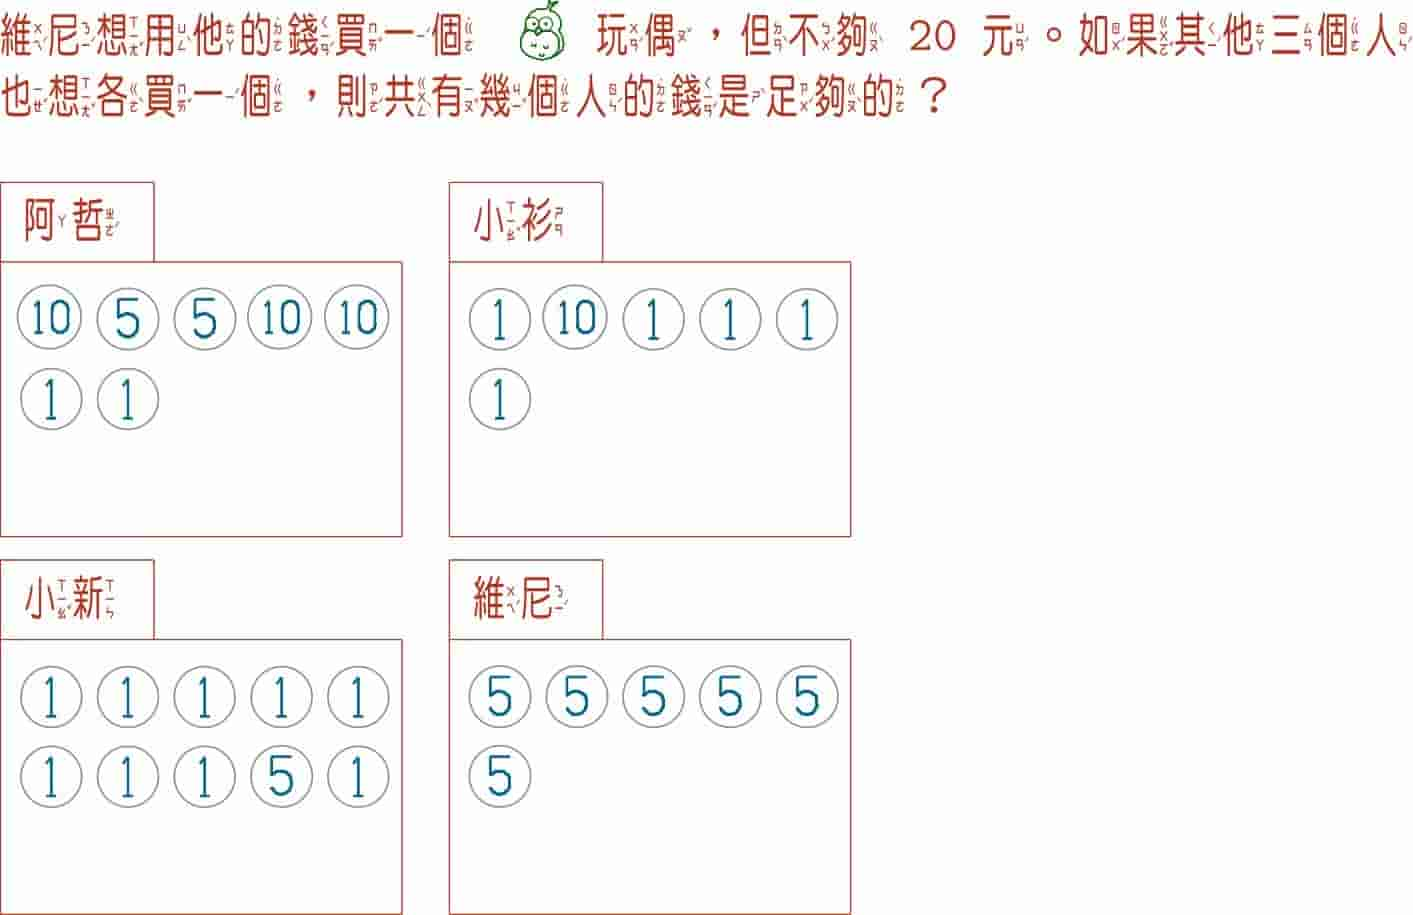 維尼想用他的錢買一個 玩偶，但不夠 20 元。如果其他三個人
也想各買一個，則共有幾個人的錢是足夠的？
阿哲
10 5 5 10 10
1 1
小衫
1 10 1 1 1
1
小新
1 1 1 1 1
1 1 1 5 1
維尼
5 5 5 5 5
5